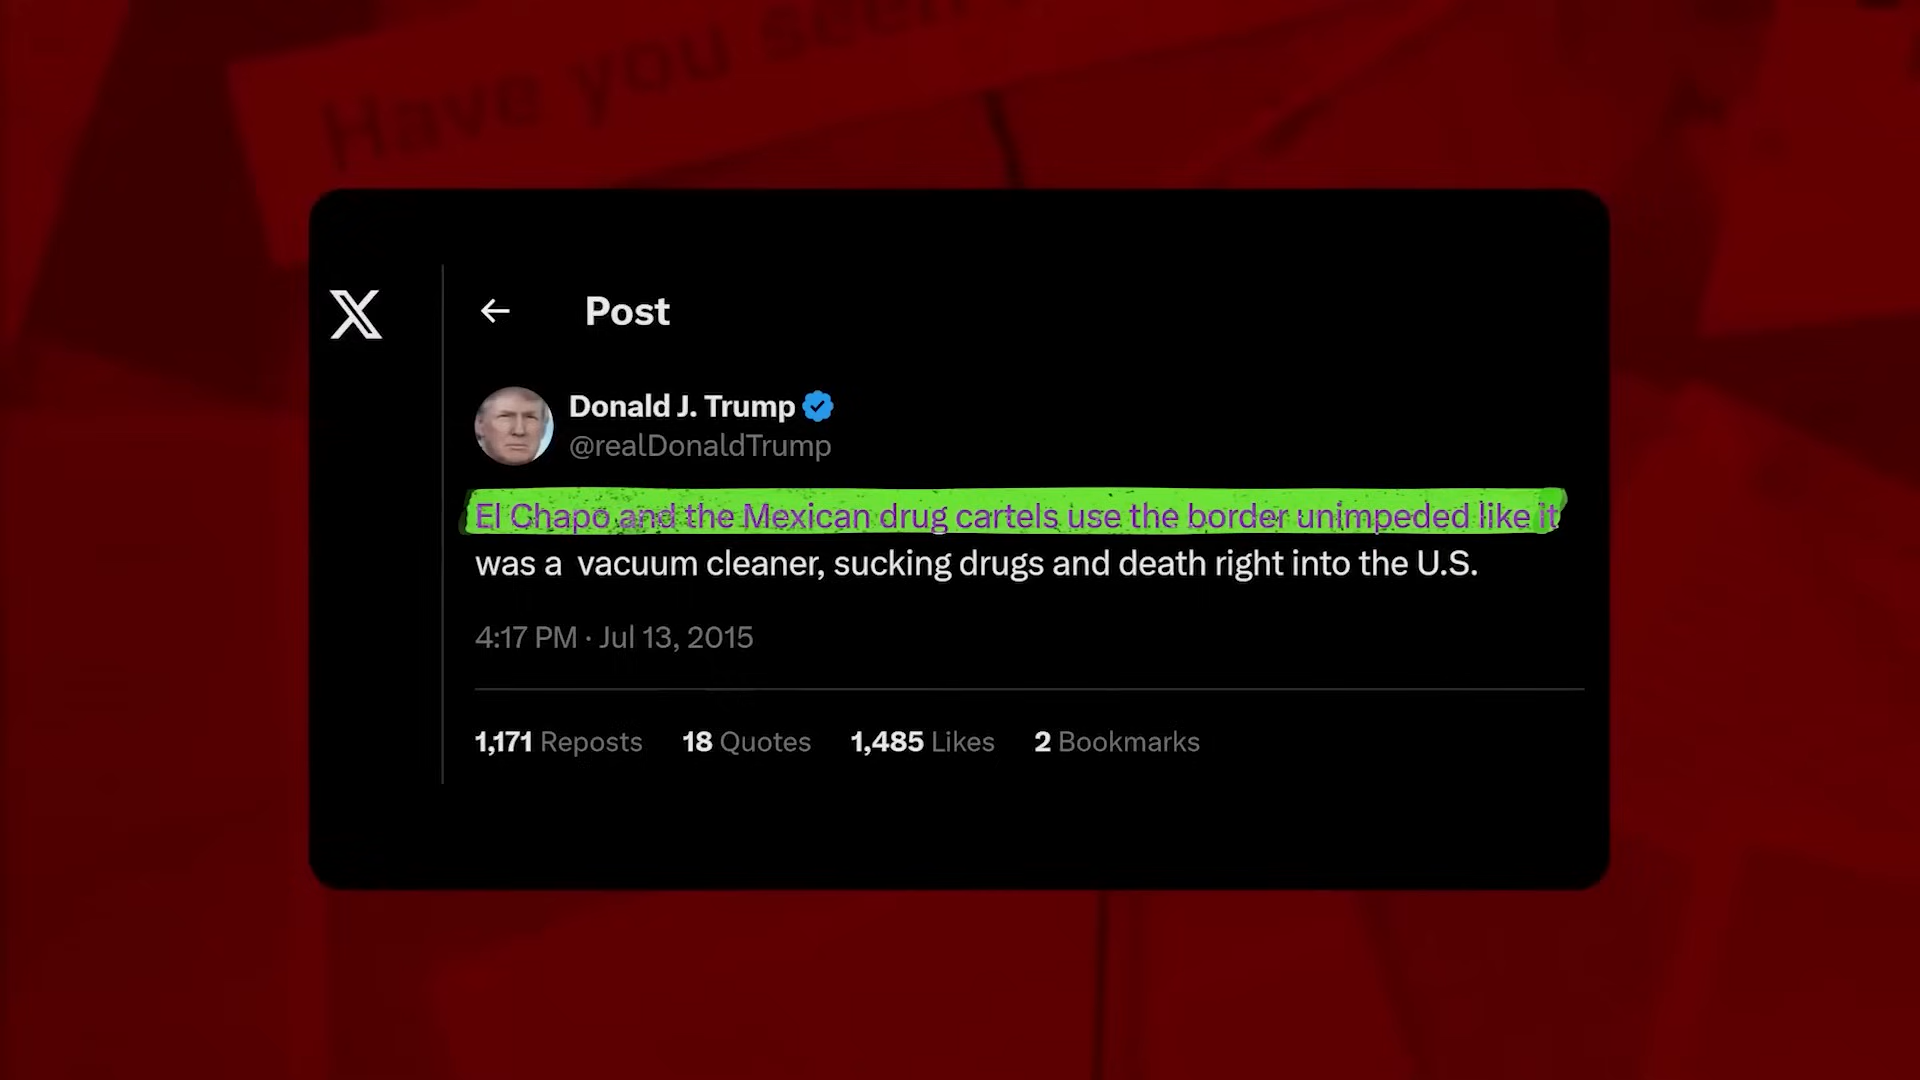 Have you seen
X
Post
Donald J. Trump
@realDonaldTrump
El Chapo and the Mexican drug cartels use the border unimpeded like it
was a vacuum cleaner, sucking drugs and death right into the U.S.
4:17 PM · Jul 13, 2015
1,171 Reposts 18 Quotes 1,485 Likes 2 Bookmarks